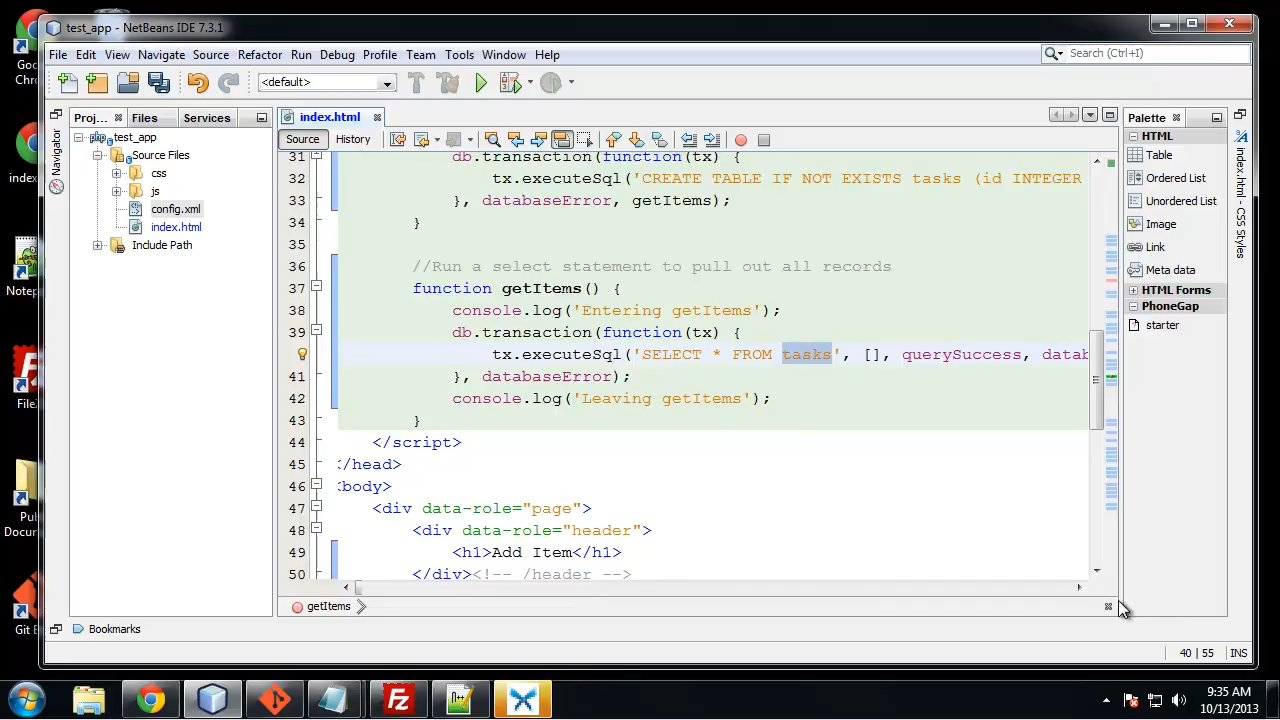 Goo
Chro
inde
Notep
File
Pul
Docum
Git E
test_app - NetBeans IDE 7.3.1
File Edit View Navigate Source Refactor Run Debug Profile Team Tools Window Help
Search (Ctrl+I)
<default>
Proj... Files Services
index.html
Palette
Navigator
test_app
Source Files
css
js
config.xml
index.html
Include Path
Source History
31 db.transaction(function(tx) {
32 tx.executeSql('CREATE TABLE IF NOT EXISTS tasks (id INTEGER
33 }, databaseError, getItems);
34 }
35
36 //Run a select statement to pull out all records
37 function getItems() {
38 console.log('Entering getItems');
39 db.transaction(function(tx) {
tx.executeSql('SELECT * FROM tasks', [], querySuccess, datab
41 }, databaseError);
42 console.log('Leaving getItems');
43 }
44 </script>
45 </head>
46 <body>
47 <div data-role="page">
48 <div data-role="header">
49 <h1>Add Item</h1>
50 </div><!-- /header -->
HTML
Table
Ordered List
Unordered List
Image
Link
Meta data
HTML Forms
PhoneGap
starter
index.html - CSS Styles
getItems
Bookmarks
40 | 55 INS
9:35 AM
10/13/2013